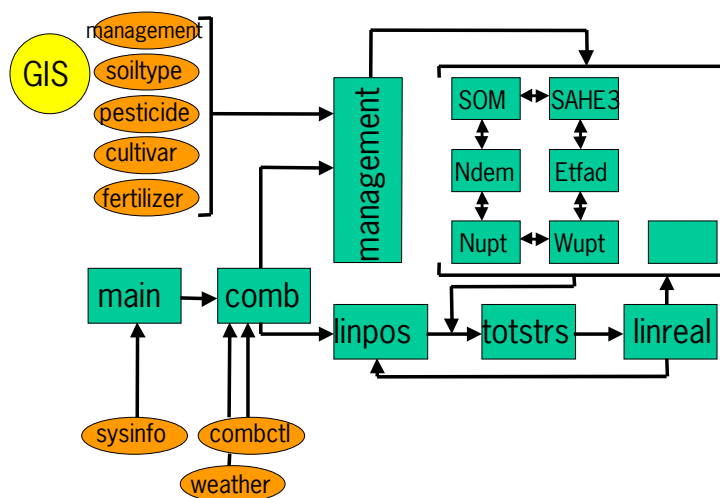 management
GIS
soiltype
pesticide
cultivar
fertilizer
management
SOM
SAHE3
Ndem
Etfad
Nupt
Wupt
main
comb
linpos
totstrs
linreal
sysinfo
combctl
weather